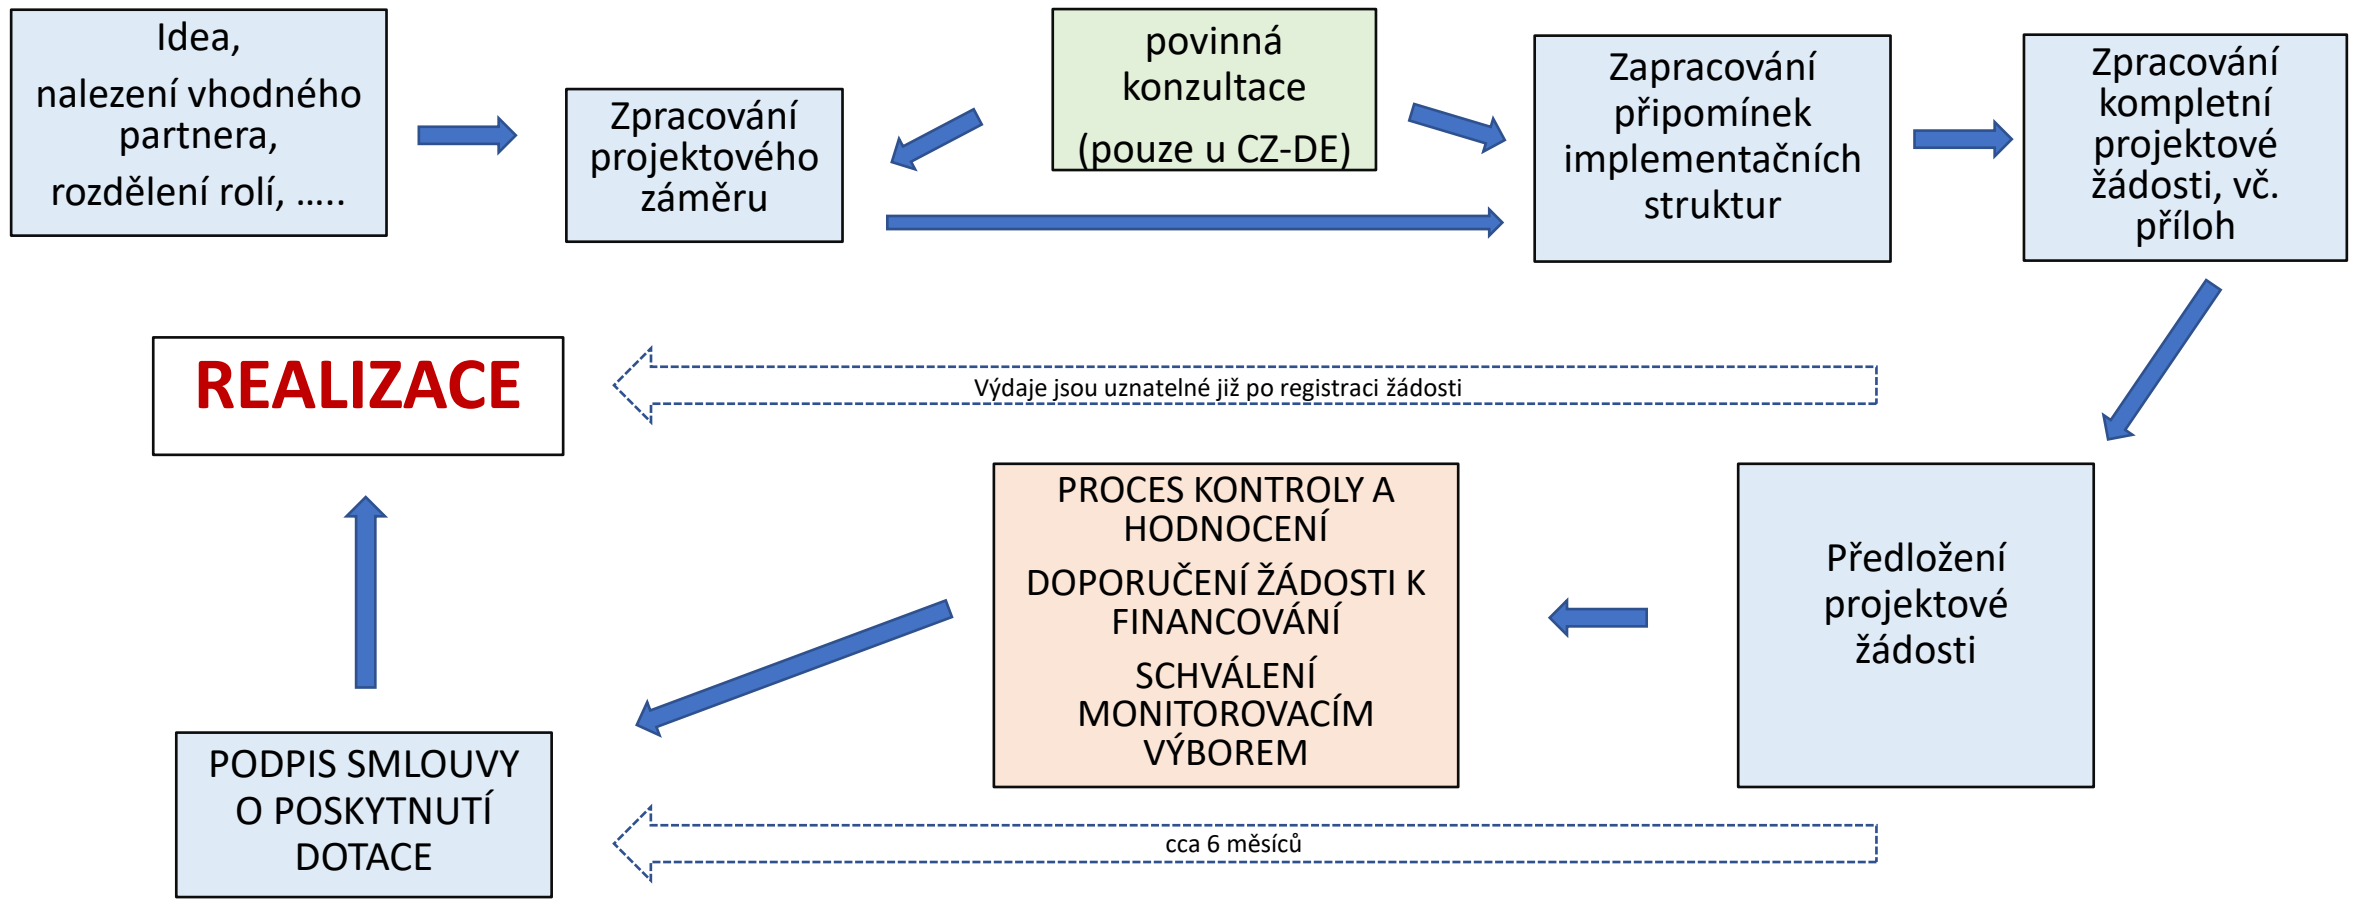 Idea,
nalezení vhodného
partnera,
rozdělení rolí, …..
Zpracování
projektového
záměru
povinná
konzultace
(pouze u CZ-DE)
Zapracování
připomínek
implementačních
struktur
Zpracování
kompletní
projektové
žádosti, vč.
příloh
REALIZACE
Výdaje jsou uznatelné již po registraci žádosti
PROCES KONTROLY A
HODNOCENÍ
DOPORUČENÍ ŽÁDOSTI K
FINANCOVÁNÍ
SCHVÁLENÍ
MONITOROVACÍM
VÝBOREM
Předložení
projektové
žádosti
PODPIS SMLOUVY
O POSKYTNUTÍ
DOTACE
cca 6 měsíců